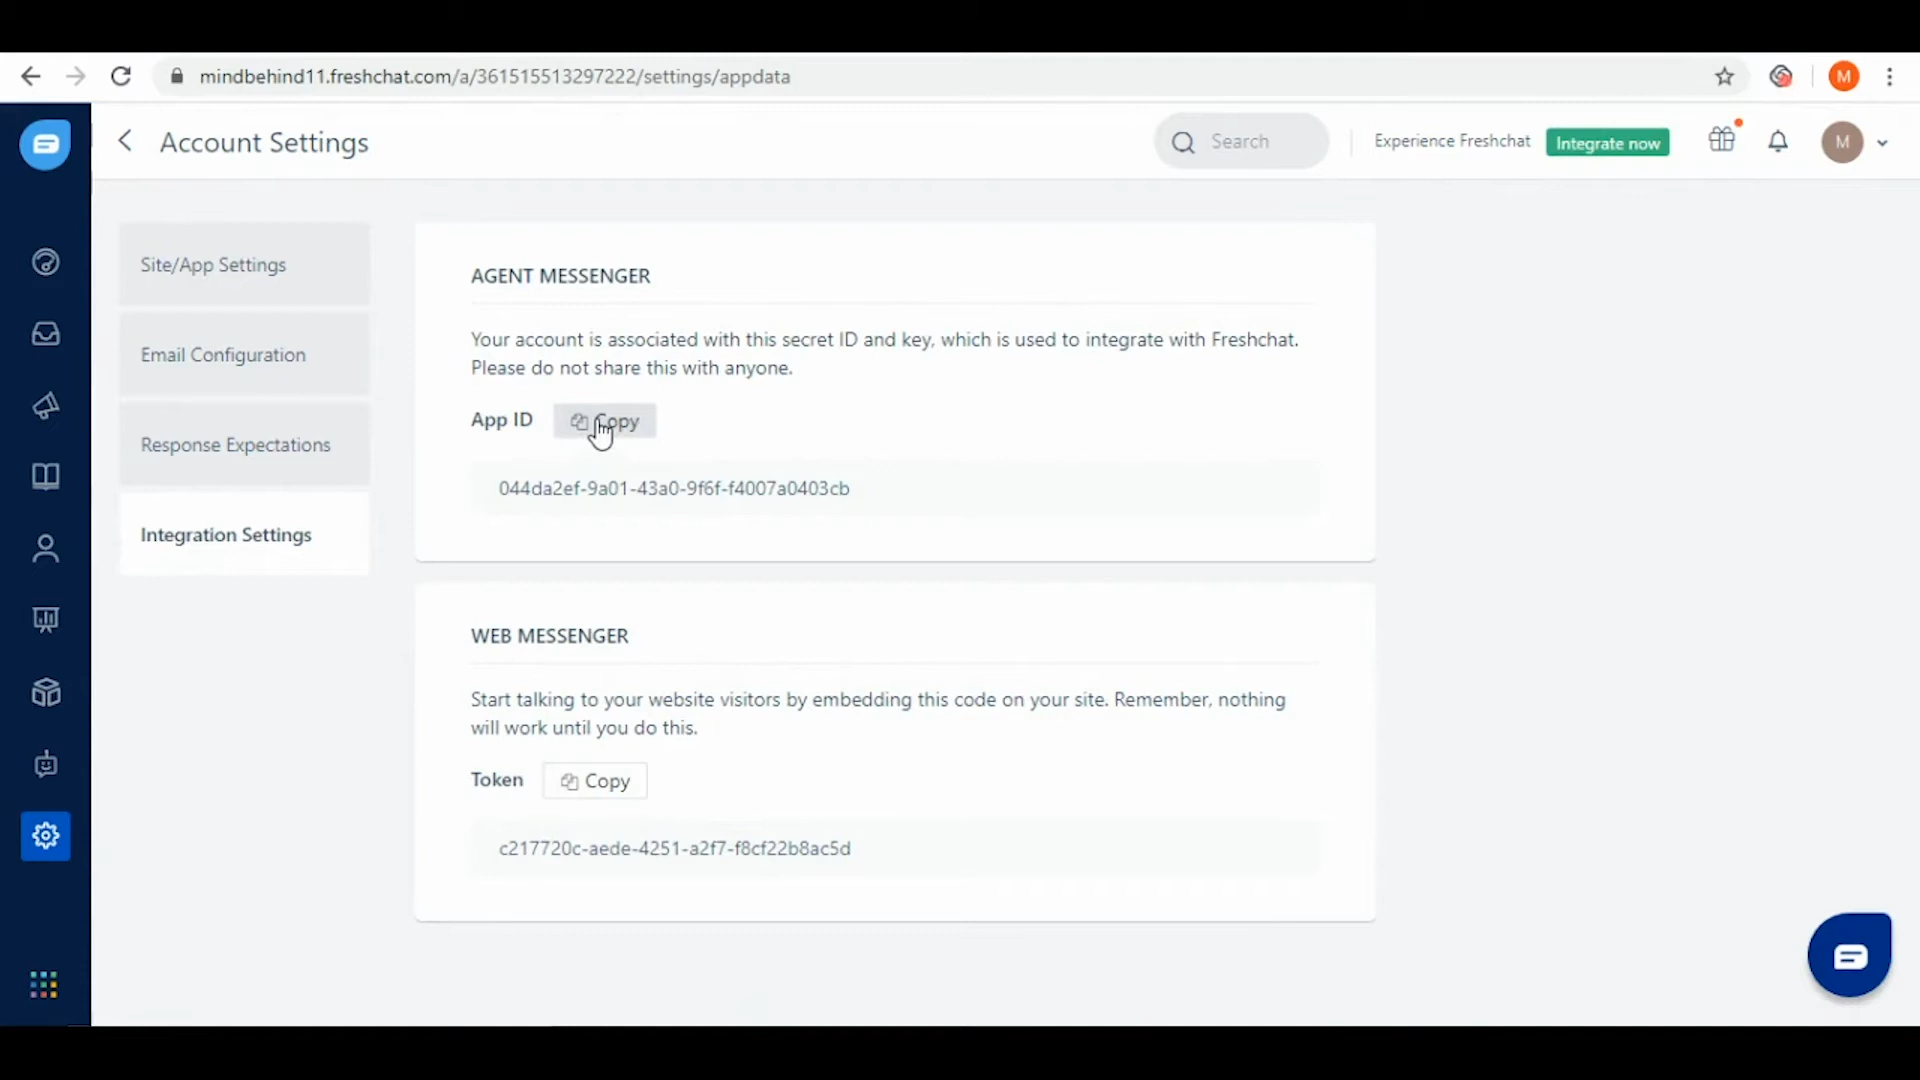 mindbehind11.freshchat.com/a/361515513297222/settings/appdata
M
Account Settings
Search
Experience Freshchat
Integrate now
M
Site/App Settings
Email Configuration
Response Expectations
Integration Settings
AGENT MESSENGER
Your account is associated with this secret ID and key, which is used to integrate with Freshchat.
Please do not share this with anyone.
App ID
Copy
044da2ef-9a01-43a0-9f6f-f4007a0403cb
WEB MESSENGER
Start talking to your website visitors by embedding this code on your site. Remember, nothing
will work until you do this.
Token
Copy
c217720c-aede-4251-a2f7-f8cf22b8ac5d